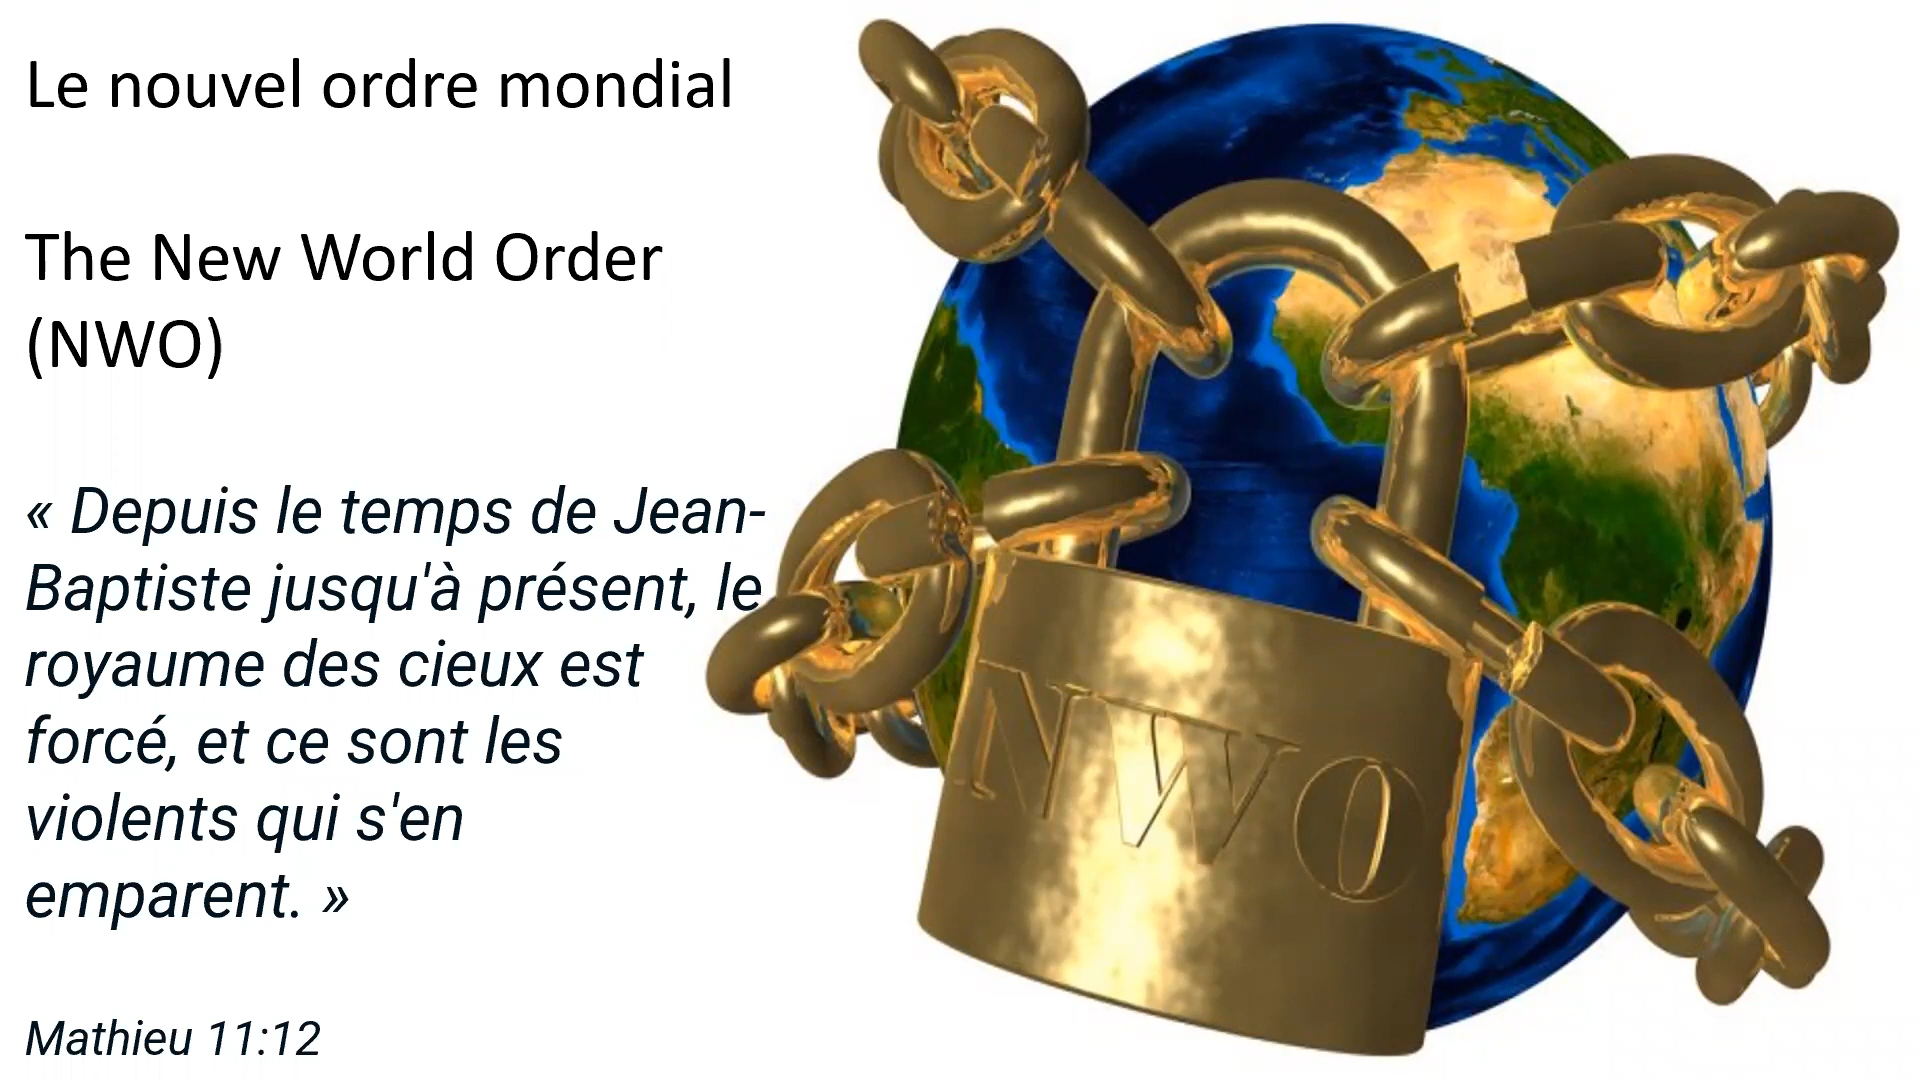 Le nouvel ordre mondial
The New World Order
(NWO)
« Depuis le temps de Jean-
Baptiste jusqu'à présent, le
royaume des cieux est
forcé, et ce sont les
violents qui s'en
emparent. »
Mathieu 11:12
NWO